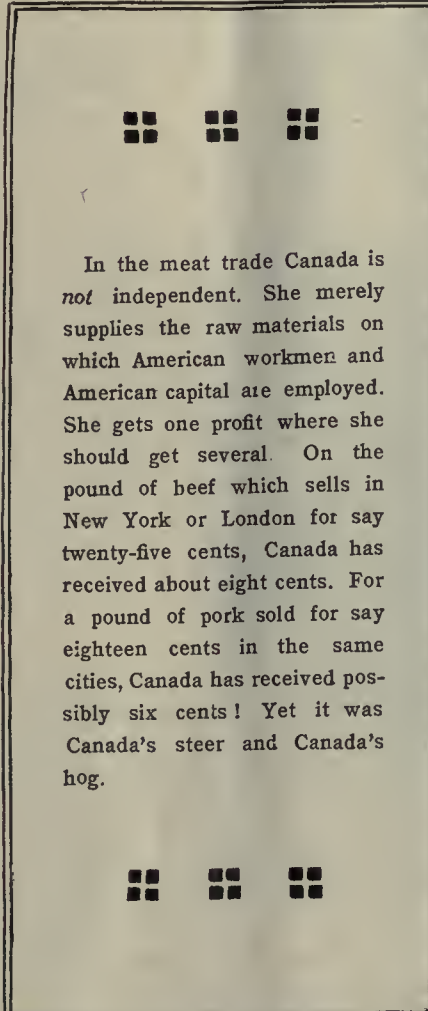 In the meat trade Canada is
not independent. She merely
supplies the raw materials on
which American workmen and
American capital are employed.
She gets one profit where she
should get several. On the
pound of beef which sells in
New York or London for say
twenty-five cents, Canada has
received about eight cents. For
a pound of pork sold for say
eighteen cents in the same
cities, Canada has received pos-
sibly six cents! Yet it was
Canada's steer and Canada's
hog.